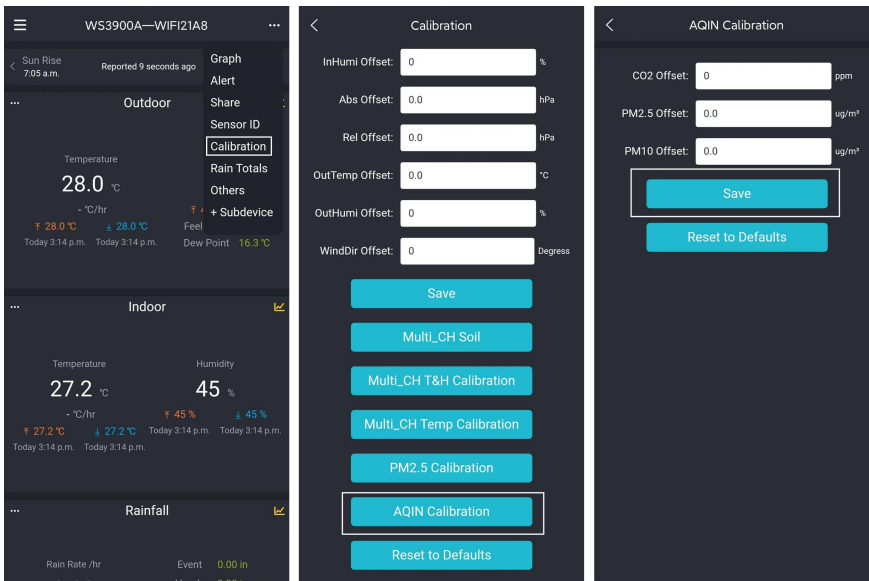 WS3900A—WIFI21A8
Sun Rise
7:05 a.m.
Reported 9 seconds ago
Graph
Alert
Share
Sensor ID
Calibration
Rain Totals
Others
+ Subdevice
Outdoor
Temperature
28.0 ℃
- ℃/hr
28.0 ℃ 28.0 ℃ Feel
Today 3:14 p.m. Today 3:14 p.m. Dew Point 16.3 ℃
Indoor
Temperature Humidity
27.2 ℃ 45 %
- ℃/hr 45 % 45 %
27.2 ℃ 27.2 ℃ Today 3:14 p.m. Today 3:14 p.m.
Today 3:14 p.m. Today 3:14 p.m.
Rainfall
Rain Rate /hr Event 0.00 in
Calibration
InHumi Offset: 0 %
Abs Offset: 0.0 hPa
Rel Offset: 0.0 hPa
OutTemp Offset: 0.0 °C
OutHumi Offset: 0 %
WindDir Offset: 0 Degress
Save
Multi_CH Soil
Multi_CH T&H Calibration
Multi_CH Temp Calibration
PM2.5 Calibration
AQIN Calibration
Reset to Defaults
AQIN Calibration
CO2 Offset: 0 ppm
PM2.5 Offset: 0.0 ug/m³
PM10 Offset: 0.0 ug/m³
Save
Reset to Defaults